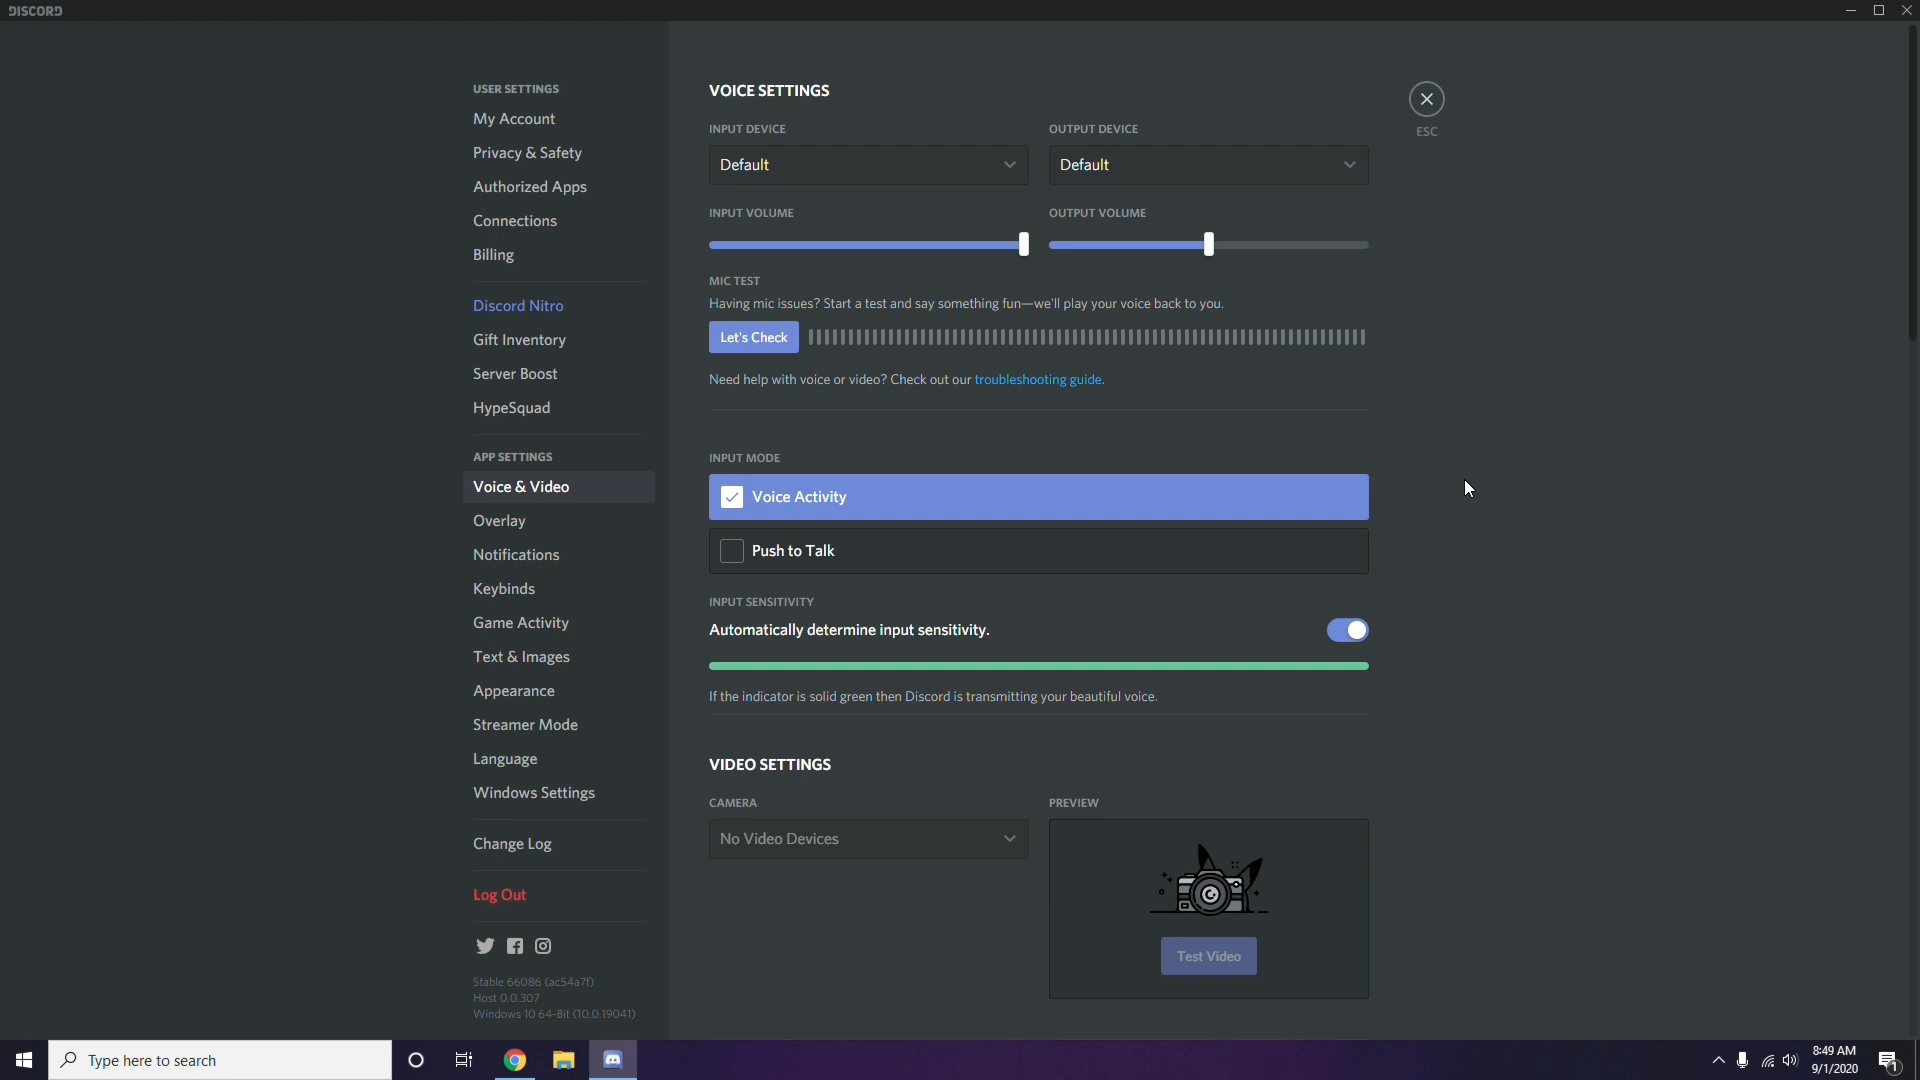 DISCORD
USER SETTINGS
My Account
Privacy & Safety
Authorized Apps
Connections
Billing
Discord Nitro
Gift Inventory
Server Boost
HypeSquad
APP SETTINGS
Voice & Video
Overlay
Notifications
Keybinds
Game Activity
Text & Images
Appearance
Streamer Mode
Language
Windows Settings
Change Log
Log Out
Stable 66086 (ac54a7f)
Host 0.0.307
Windows 10 64-Bit (10.0.19041)
VOICE SETTINGS
INPUT DEVICE
Default
OUTPUT DEVICE
Default
INPUT VOLUME
OUTPUT VOLUME
MIC TEST
Having mic issues? Start a test and say something fun—we'll play your voice back to you.
Let's Check
Need help with voice or video? Check out our troubleshooting guide.
INPUT MODE
Voice Activity
Push to Talk
INPUT SENSITIVITY
Automatically determine input sensitivity.
If the indicator is solid green then Discord is transmitting your beautiful voice.
VIDEO SETTINGS
CAMERA
No Video Devices
PREVIEW
Test Video
ESC
Type here to search
8:49 AM
9/1/2020
1